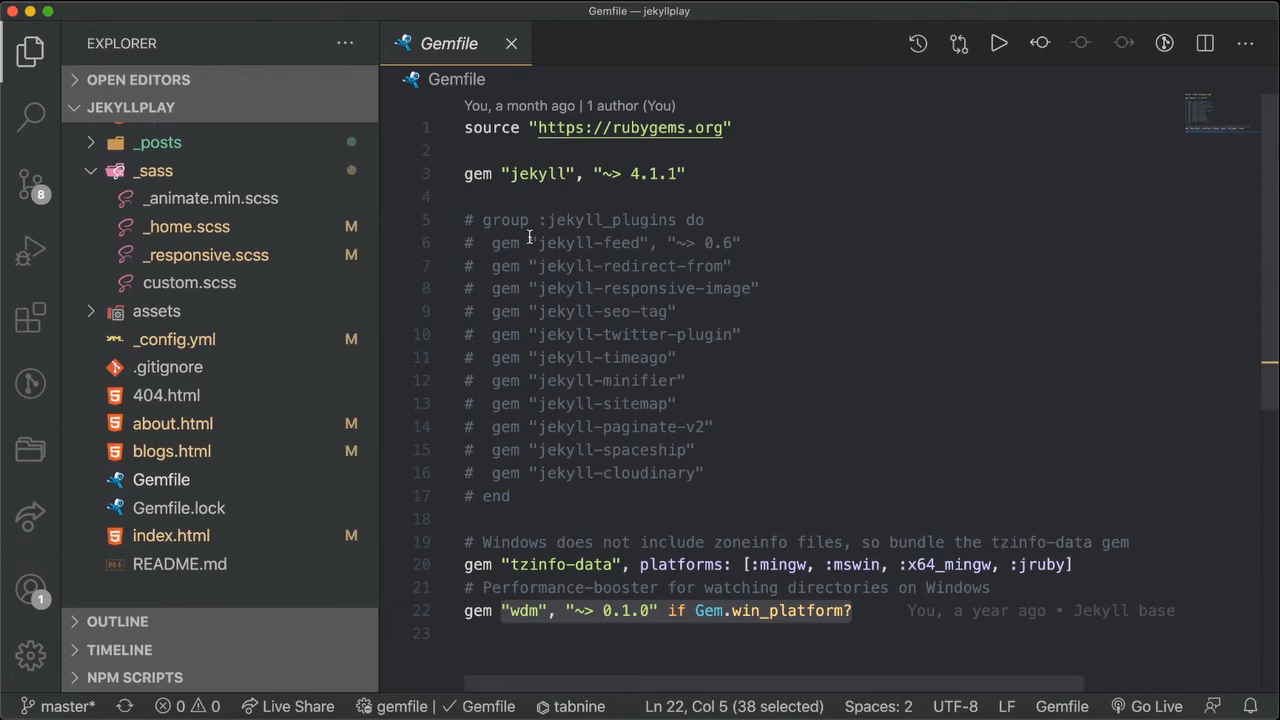 Gemfile — jekyllplay
EXPLORER
OPEN EDITORS
JEKYLLPLAY
_posts
_sass
_animate.min.scss
_home.scss M
_responsive.scss M
custom.scss
assets
_config.yml M
.gitignore
404.html
about.html M
blogs.html M
Gemfile
Gemfile.lock
index.html M
README.md
OUTLINE
TIMELINE
NPM SCRIPTS
8
1
Gemfile
Gemfile
You, a month ago | 1 author (You)
1 source "https://rubygems.org"
2
3 gem "jekyll", "~> 4.1.1"
4
5 # group :jekyll_plugins do
6 #  gem "jekyll-feed", "~> 0.6"
7 #  gem "jekyll-redirect-from"
8 #  gem "jekyll-responsive-image"
9 #  gem "jekyll-seo-tag"
10 #  gem "jekyll-twitter-plugin"
11 #  gem "jekyll-timeago"
12 #  gem "jekyll-minifier"
13 #  gem "jekyll-sitemap"
14 #  gem "jekyll-paginate-v2"
15 #  gem "jekyll-spaceship"
16 #  gem "jekyll-cloudinary"
17 # end
18
19 # Windows does not include zoneinfo files, so bundle the tzinfo-data gem
20 gem "tzinfo-data", platforms: [:mingw, :mswin, :x64_mingw, :jruby]
21 # Performance-booster for watching directories on Windows
22 gem "wdm", "~> 0.1.0" if Gem.win_platform? You, a year ago • Jekyll base
23
master* 0 0 Live Share gemfile | ✓ Gemfile tabnine Ln 22, Col 5 (38 selected) Spaces: 2 UTF-8 LF Gemfile Go Live